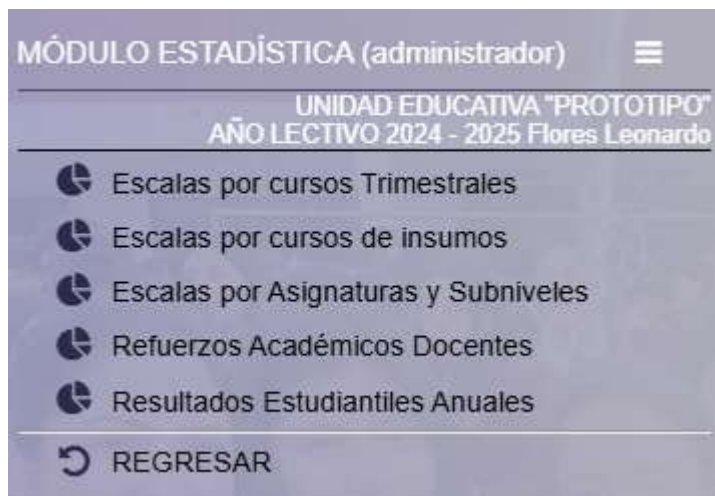 MÓDULO ESTADÍSTICA (administrador)
UNIDAD EDUCATIVA "PROTOTIPO"
AÑO LECTIVO 2024 - 2025 Flores Leonardo
Escalas por cursos Trimestrales
Escalas por cursos de insumos
Escalas por Asignaturas y Subniveles
Refuerzos Académicos Docentes
Resultados Estudiantiles Anuales
REGRESAR